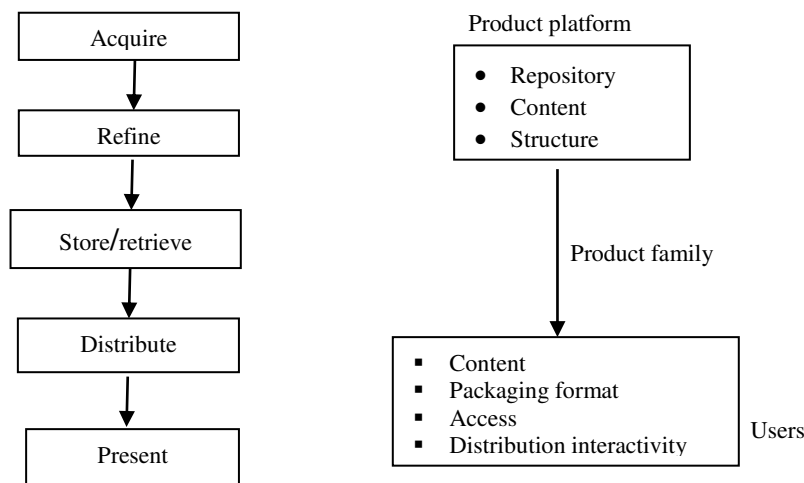 Acquire
Refine
Store/retrieve
Distribute
Present
Product platform
● Repository
● Content
● Structure
Product family
▪ Content
▪ Packaging format
▪ Access
▪ Distribution interactivity
Users